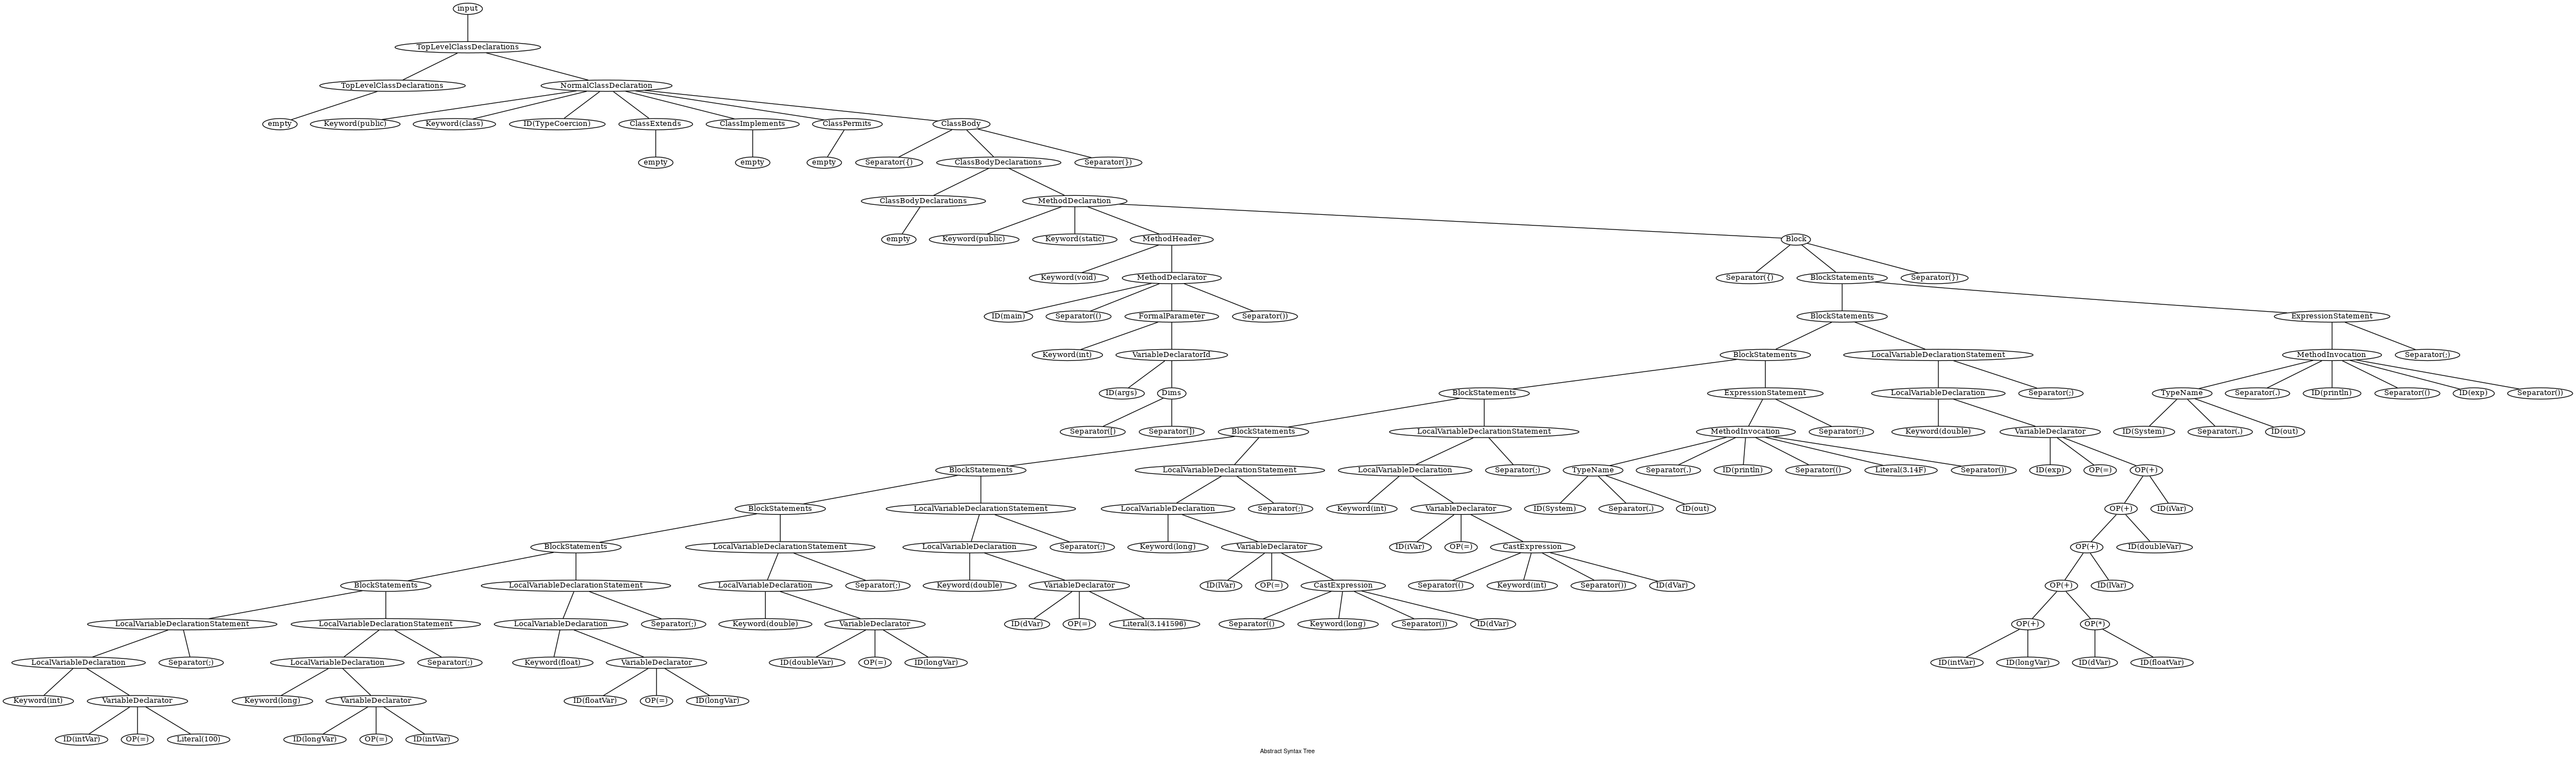 input
TopLevelClassDeclarations
TopLevelClassDeclarations NormalClassDeclaration
empty Keyword(public) Keyword(class) ID(TypeCoercion) ClassExtends ClassImplements ClassPermits ClassBody
empty empty empty Separator({) ClassBodyDeclarations Separator(})
ClassBodyDeclarations MethodDeclaration
empty Keyword(public) Keyword(static) MethodHeader Block
Keyword(void) MethodDeclarator Separator({) BlockStatements Separator(})
ID(main) Separator(() FormalParameter Separator()) BlockStatements ExpressionStatement
Keyword(int) VariableDeclaratorId BlockStatements LocalVariableDeclarationStatement MethodInvocation Separator(;)
ID(args) Dims BlockStatements ExpressionStatement LocalVariableDeclaration Separator(;) TypeName Separator(.) ID(println) Separator(() ID(exp) Separator())
Separator([) Separator(]) BlockStatements LocalVariableDeclarationStatement MethodInvocation Separator(;) Keyword(double) VariableDeclarator ID(System) Separator(.) ID(out)
BlockStatements LocalVariableDeclarationStatement LocalVariableDeclaration Separator(;) TypeName Separator(.) ID(println) Separator(() Literal(3.14F) Separator()) ID(exp) OP(=) OP(+)
BlockStatements LocalVariableDeclarationStatement LocalVariableDeclaration Separator(;) Keyword(int) VariableDeclarator ID(System) Separator(.) ID(out) OP(+) ID(iVar)
BlockStatements LocalVariableDeclarationStatement LocalVariableDeclaration Separator(;) Keyword(long) VariableDeclarator ID(iVar) OP(=) CastExpression OP(+) ID(doubleVar)
BlockStatements LocalVariableDeclarationStatement LocalVariableDeclaration Separator(;) Keyword(double) VariableDeclarator ID(lVar) OP(=) CastExpression Separator(() Keyword(int) Separator()) ID(dVar) OP(+) ID(lVar)
LocalVariableDeclarationStatement LocalVariableDeclarationStatement LocalVariableDeclaration Separator(;) Keyword(double) VariableDeclarator ID(dVar) OP(=) Literal(3.141596) Separator(() Keyword(long) Separator()) ID(dVar) OP(+) OP(*)
LocalVariableDeclaration Separator(;) LocalVariableDeclaration Separator(;) Keyword(float) VariableDeclarator ID(doubleVar) OP(=) ID(longVar) ID(intVar) ID(longVar) ID(dVar) ID(floatVar)
Keyword(int) VariableDeclarator Keyword(long) VariableDeclarator ID(floatVar) OP(=) ID(longVar)
ID(intVar) OP(=) Literal(100) ID(longVar) OP(=) ID(intVar)
Abstract Syntax Tree